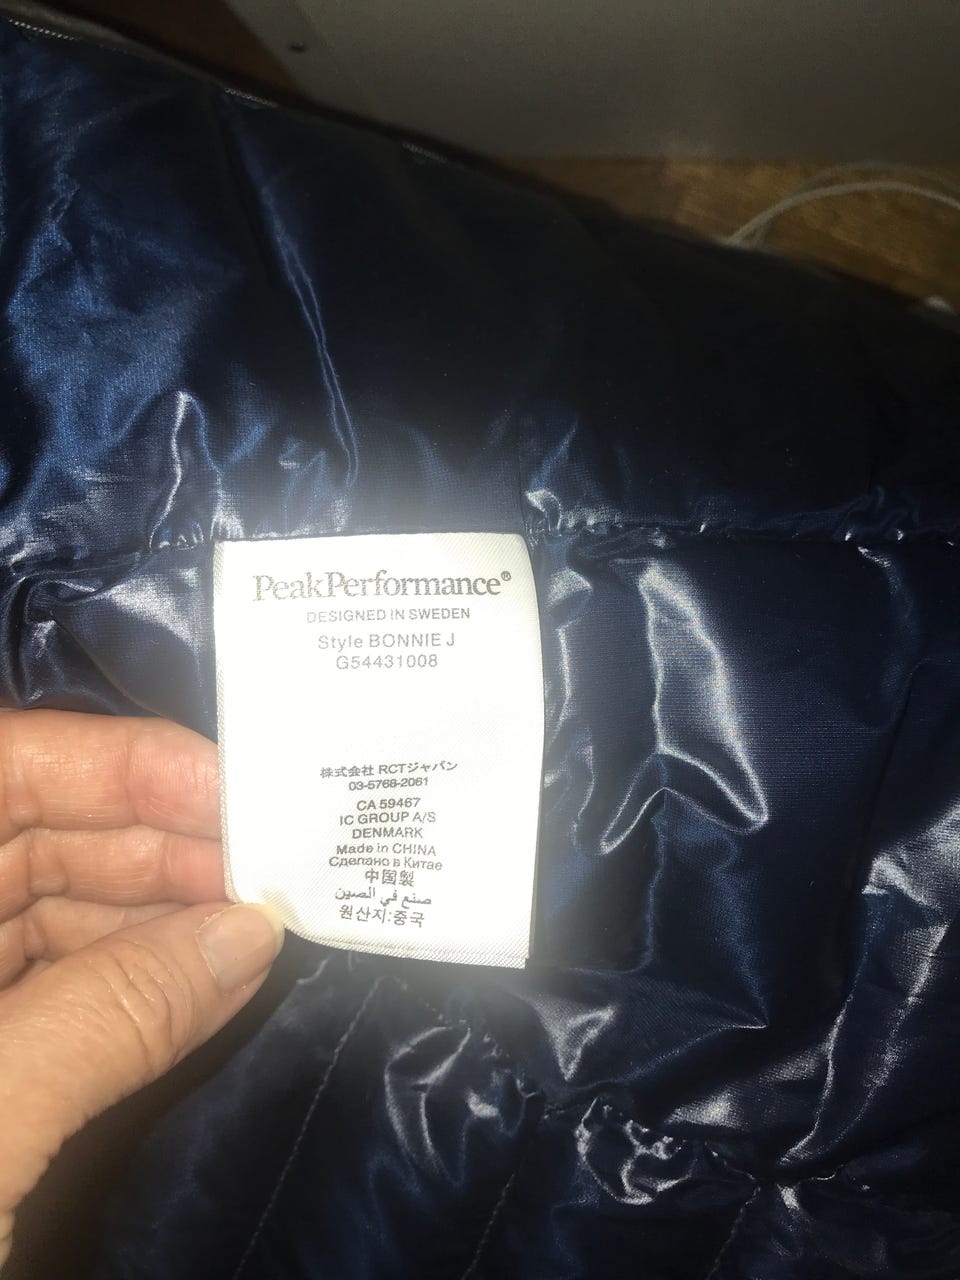 PeakPerformance®
DESIGNED IN SWEDEN
Style BONNIE J
G54431008
株式会社 RCTジャパン
03-5768-2061
CA 59467
IC GROUP A/S
DENMARK
Made in CHINA
Сделано в Китае
中国製
صنع في الصين
원산지:중국